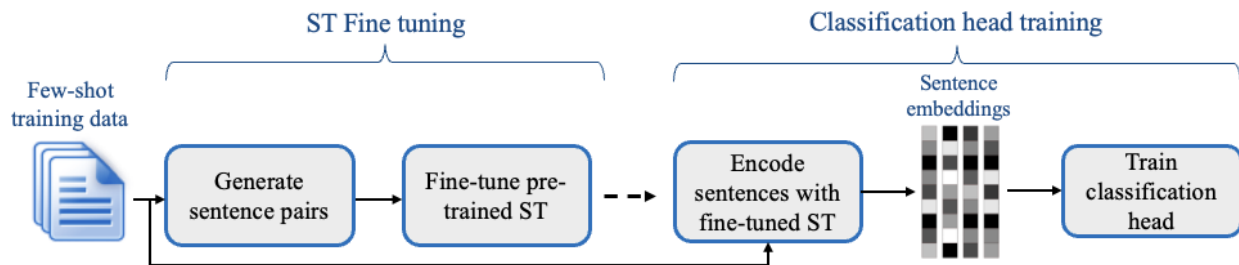 ST Fine tuning
Classification head training
Few-shot
training data
Sentence
embeddings
Generate
sentence pairs
Fine-tune pre-
trained ST
Encode
sentences with
fine-tuned ST
Train
classification
head